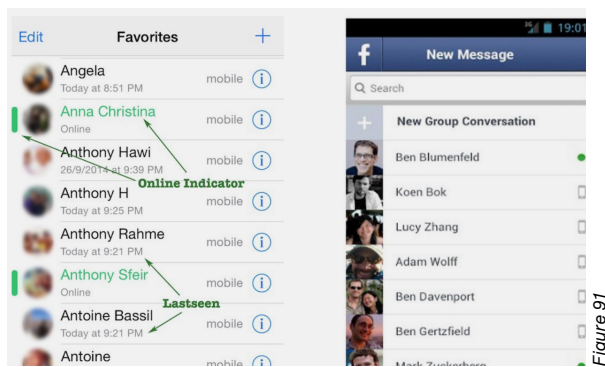 Edit Favorites +
Angela
Today at 8:51 PM
mobile
Anna Christina
Online
mobile
Anthony Hawi
26/9/2014 at 9:39 PM
mobile
Online Indicator
Anthony H
Today at 9:25 PM
mobile
Anthony Rahme
Today at 9:21 PM
mobile
Anthony Sfeir
Online
mobile
Lastseen
Antoine Bassil
Today at 9:21 PM
mobile
Antoine
mobile
3G 19:01
f New Message
Search
+ New Group Conversation
Ben Blumenfeld
Koen Bok
Lucy Zhang
Adam Wolff
Ben Davenport
Ben Gertzfield
Mark Zuckerberg
Figure 91